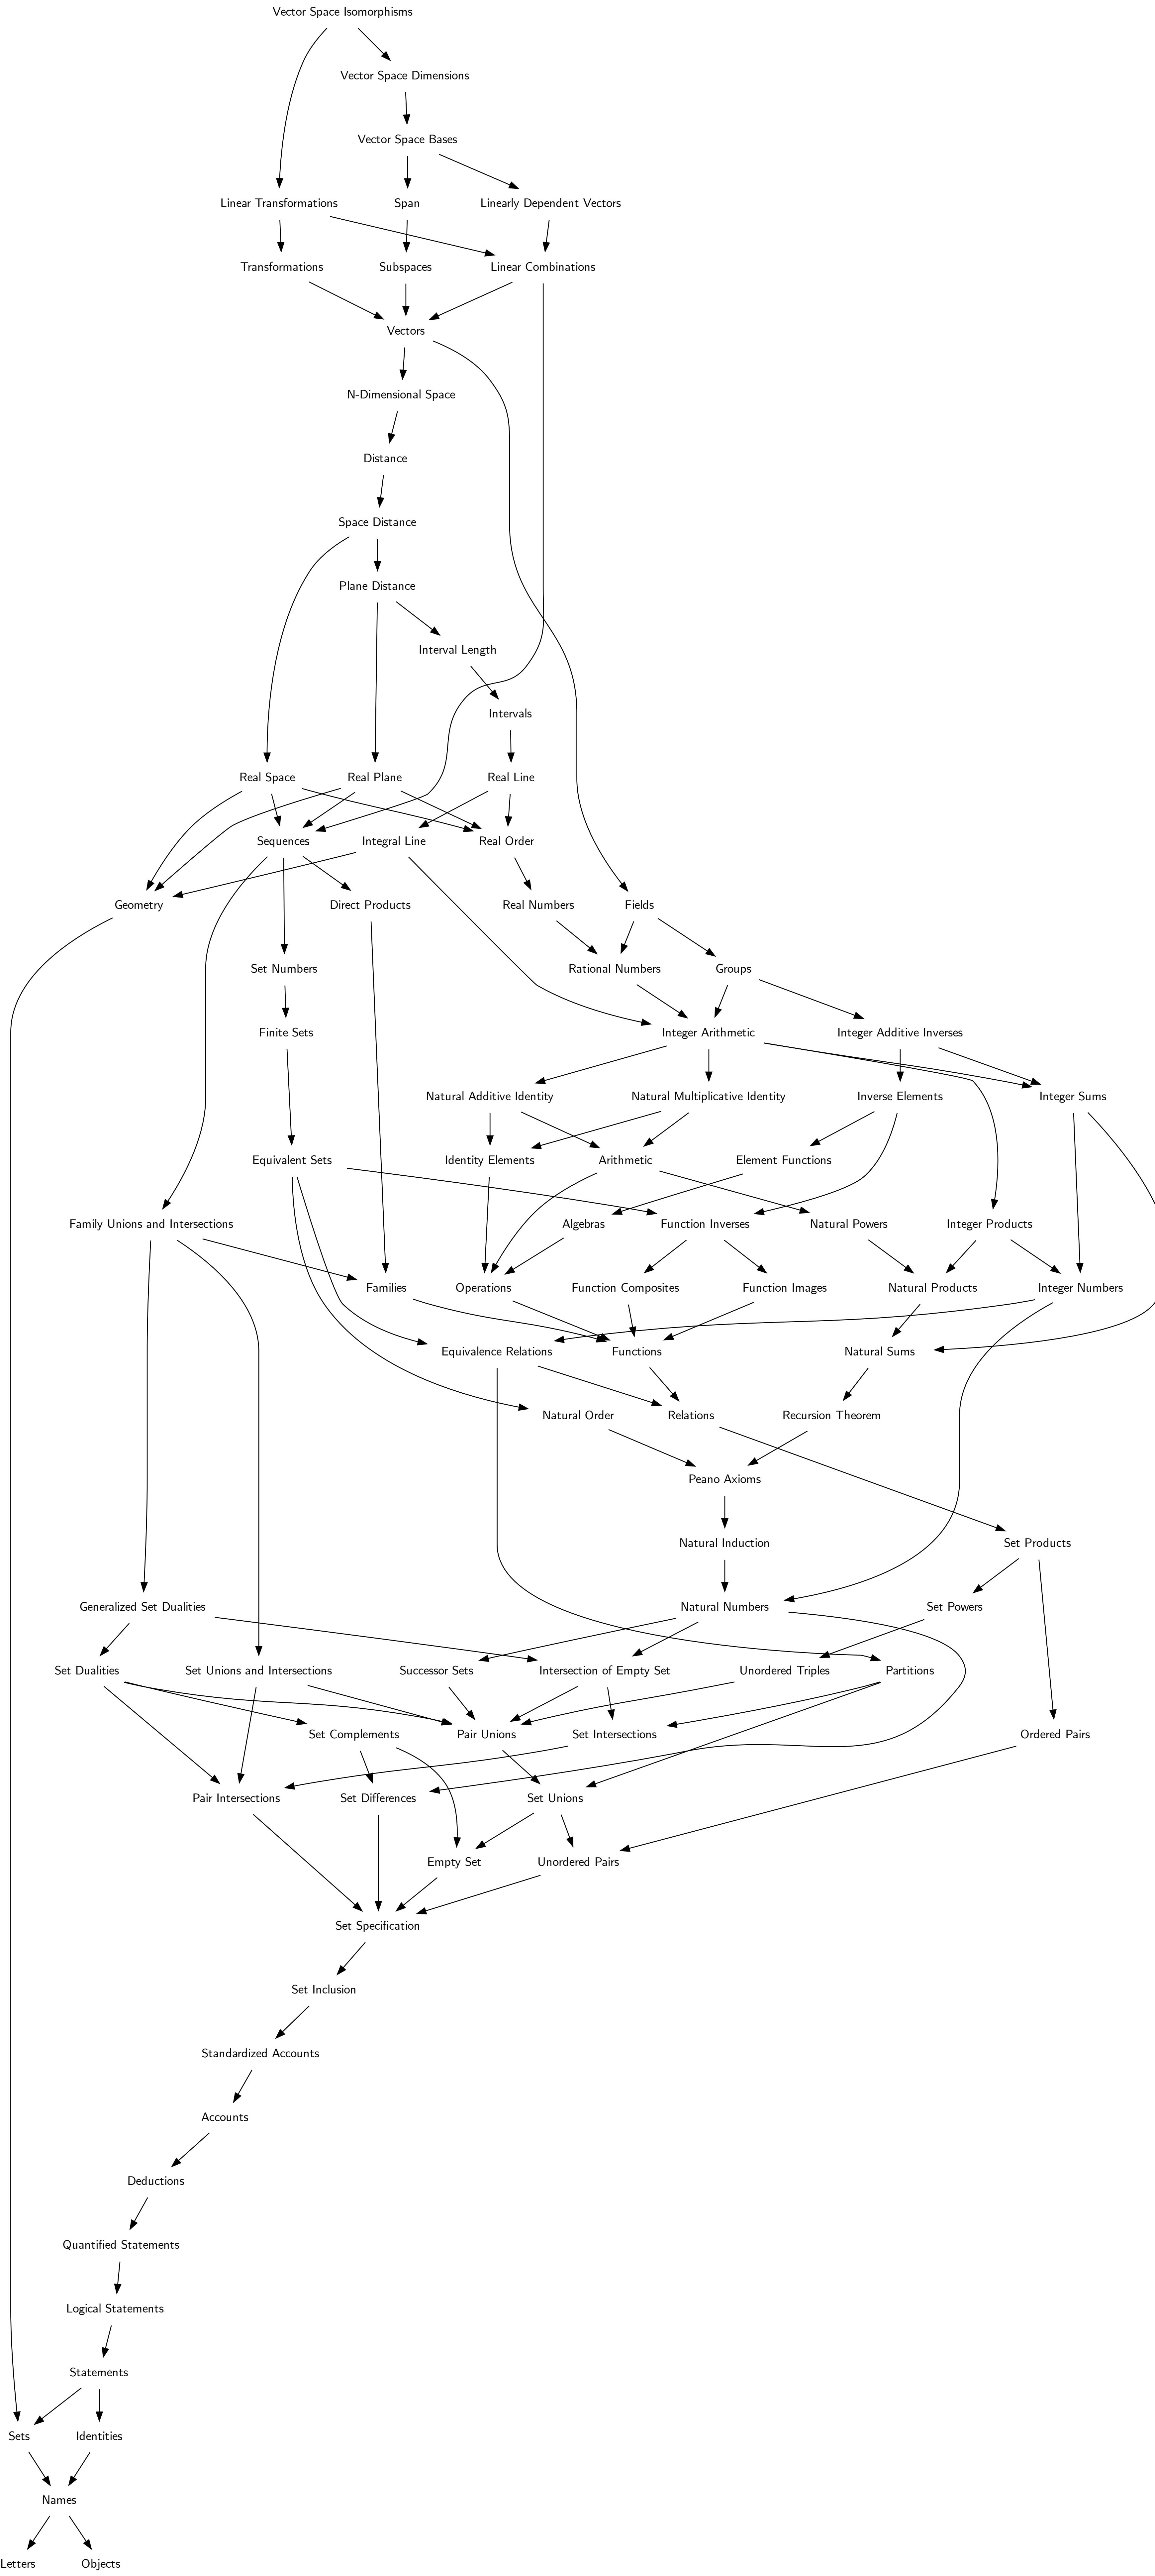 Vector Space Isomorphisms
Vector Space Dimensions
Vector Space Bases
Linear Transformations
Span
Linearly Dependent Vectors
Transformations
Subspaces
Linear Combinations
Vectors
N-Dimensional Space
Distance
Space Distance
Plane Distance
Interval Length
Intervals
Real Space
Real Plane
Real Line
Sequences
Integral Line
Real Order
Geometry
Direct Products
Real Numbers
Fields
Set Numbers
Rational Numbers
Groups
Finite Sets
Integer Arithmetic
Integer Additive Inverses
Natural Additive Identity
Natural Multiplicative Identity
Inverse Elements
Integer Sums
Equivalent Sets
Identity Elements
Arithmetic
Element Functions
Family Unions and Intersections
Algebras
Function Inverses
Natural Powers
Integer Products
Families
Operations
Function Composites
Function Images
Natural Products
Integer Numbers
Equivalence Relations
Functions
Natural Sums
Natural Order
Relations
Recursion Theorem
Peano Axioms
Natural Induction
Set Products
Generalized Set Dualities
Natural Numbers
Set Powers
Set Dualities
Set Unions and Intersections
Successor Sets
Intersection of Empty Set
Unordered Triples
Partitions
Set Complements
Pair Unions
Set Intersections
Ordered Pairs
Pair Intersections
Set Differences
Set Unions
Empty Set
Unordered Pairs
Set Specification
Set Inclusion
Standardized Accounts
Accounts
Deductions
Quantified Statements
Logical Statements
Statements
Sets
Identities
Names
Letters
Objects